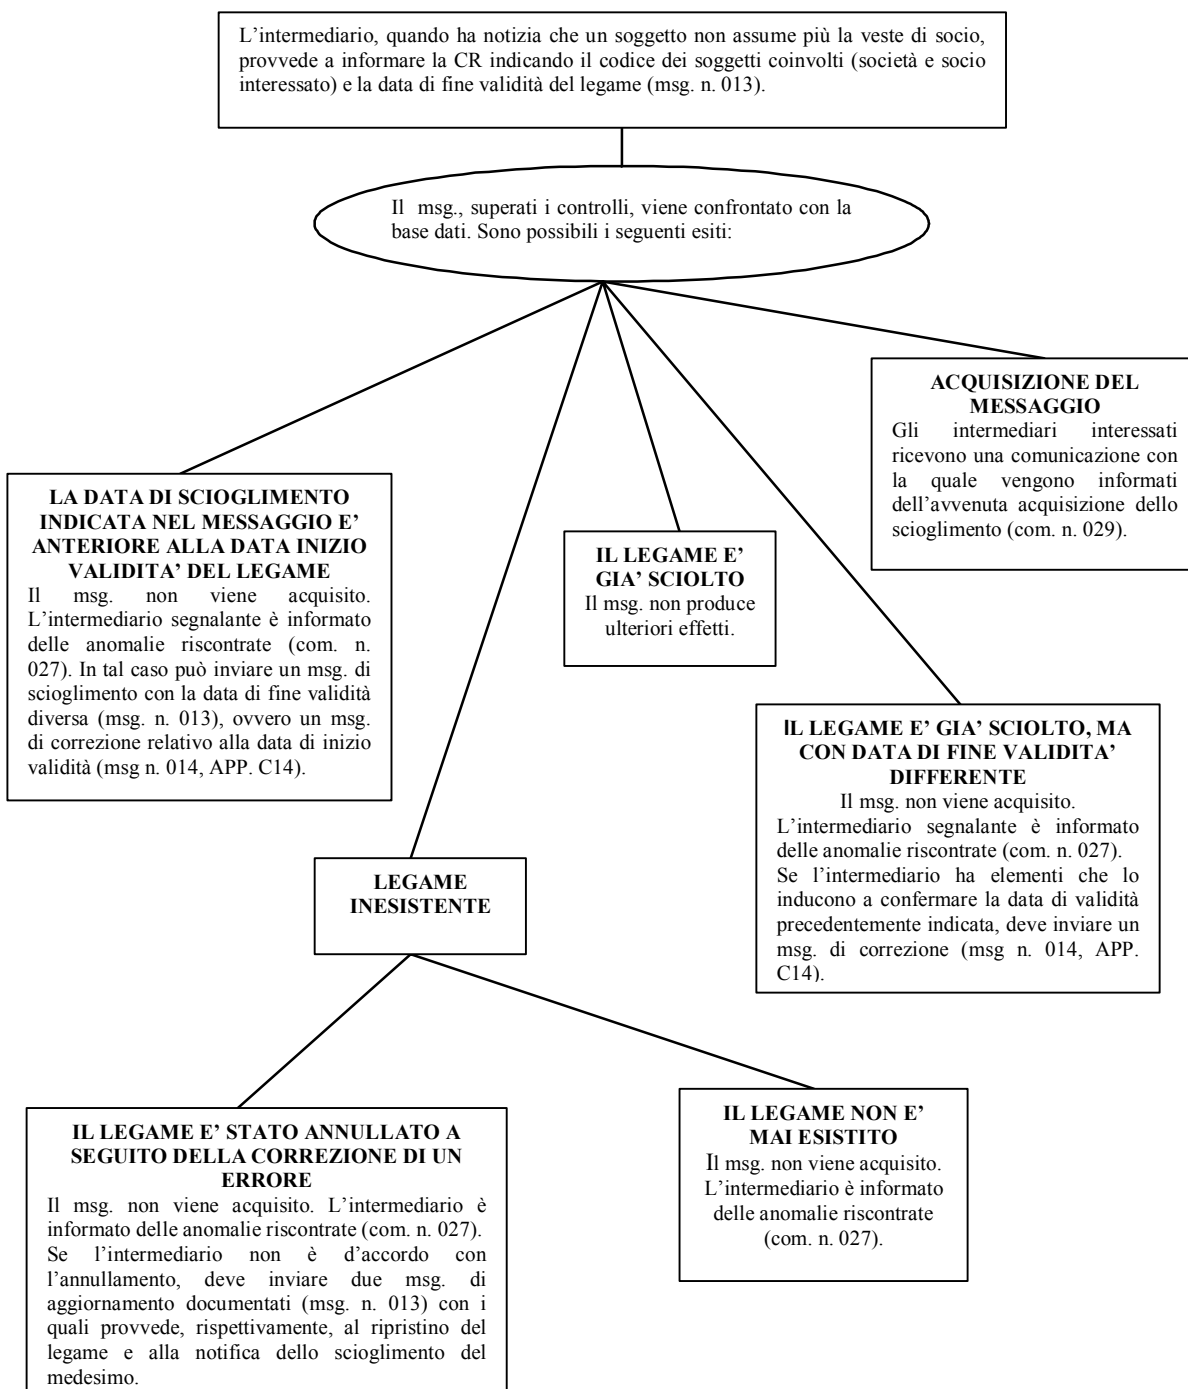 L’intermediario, quando ha notizia che un soggetto non assume più la veste di socio,
provvede a informare la CR indicando il codice dei soggetti coinvolti (società e socio
interessato) e la data di fine validità del legame (msg. n. 013).
Il msg., superati i controlli, viene confrontato con la
base dati. Sono possibili i seguenti esiti:
ACQUISIZIONE DEL
MESSAGGIO
Gli intermediari interessati
ricevono una comunicazione con
la quale vengono informati
dell’avvenuta acquisizione dello
scioglimento (com. n. 029).
LA DATA DI SCIOGLIMENTO
INDICATA NEL MESSAGGIO E’
ANTERIORE ALLA DATA INIZIO
VALIDITA’ DEL LEGAME
Il msg. non viene acquisito.
L’intermediario segnalante è informato
delle anomalie riscontrate (com. n.
027). In tal caso può inviare un msg. di
scioglimento con la data di fine validità
diversa (msg. n. 013), ovvero un msg.
di correzione relativo alla data di inizio
validità (msg n. 014, APP. C14).
IL LEGAME E’
GIA’ SCIOLTO
Il msg. non produce
ulteriori effetti.
IL LEGAME E’ GIA’ SCIOLTO, MA
CON DATA DI FINE VALIDITA’
DIFFERENTE
Il msg. non viene acquisito.
L’intermediario segnalante è informato
delle anomalie riscontrate (com. n. 027).
Se l’intermediario ha elementi che lo
inducono a confermare la data di validità
precedentemente indicata, deve inviare un
msg. di correzione (msg n. 014, APP.
C14).
LEGAME
INESISTENTE
IL LEGAME E’ STATO ANNULLATO A
SEGUITO DELLA CORREZIONE DI UN
ERRORE
Il msg. non viene acquisito. L’intermediario è
informato delle anomalie riscontrate (com. n. 027).
Se l’intermediario non è d’accordo con
l’annullamento, deve inviare due msg. di
aggiornamento documentati (msg. n. 013) con i
quali provvede, rispettivamente, al ripristino del
legame e alla notifica dello scioglimento del
medesimo.
IL LEGAME NON E’
MAI ESISTITO
Il msg. non viene acquisito.
L’intermediario è informato
delle anomalie riscontrate
(com. n. 027).